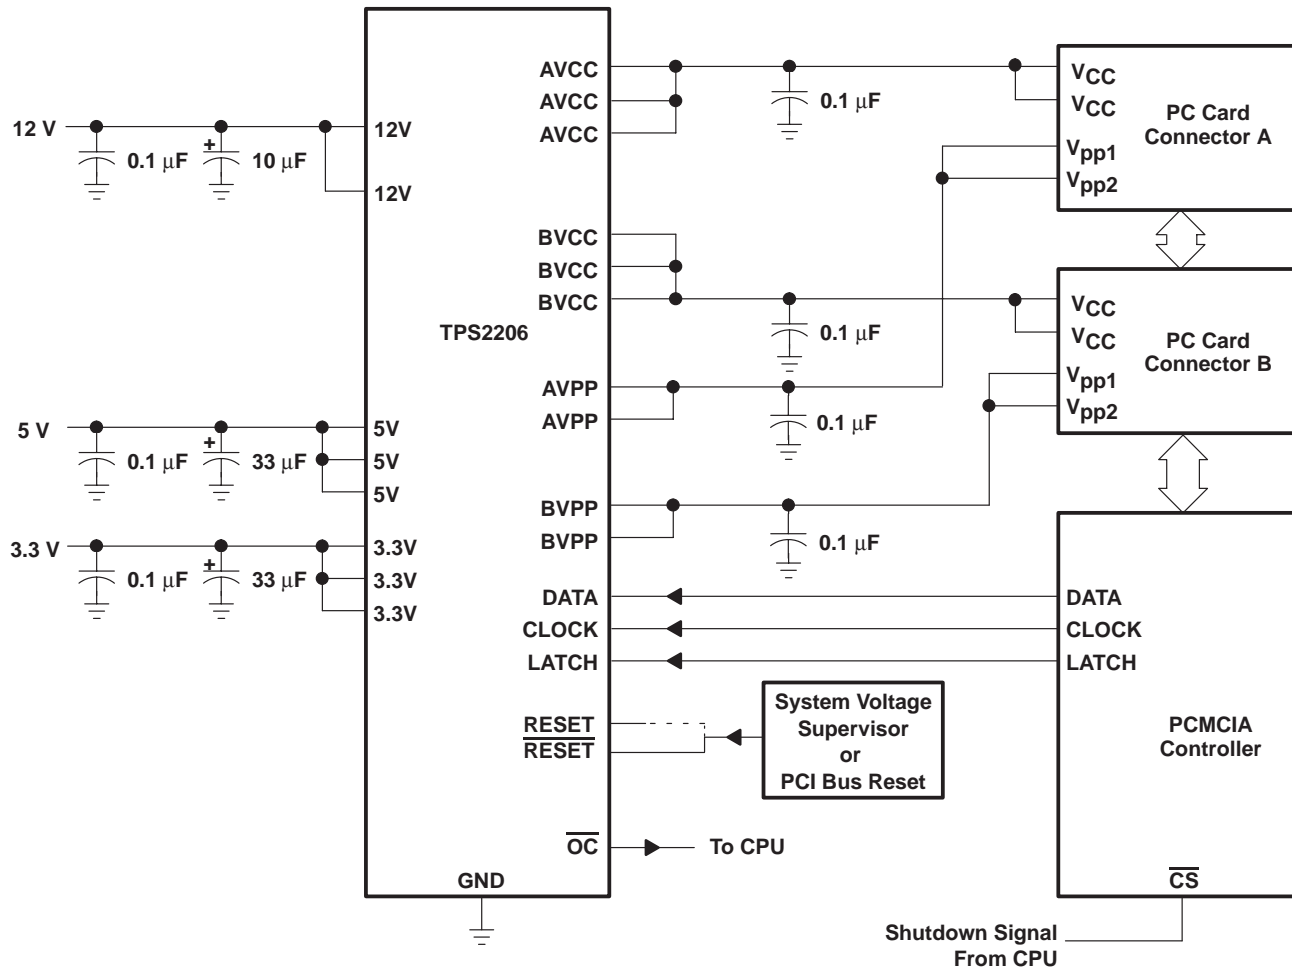 12 V
0.1 μF
+
10 μF
12V
12V
5 V
0.1 μF
+
33 μF
5V
5V
5V
3.3 V
0.1 μF
+
33 μF
3.3V
3.3V
3.3V
TPS2206
GND
AVCC
AVCC
AVCC
0.1 μF
BVCC
BVCC
BVCC
0.1 μF
AVPP
AVPP
0.1 μF
BVPP
BVPP
0.1 μF
DATA
CLOCK
LATCH
RESET
RESET
OC
To CPU
System Voltage
Supervisor
or
PCI Bus Reset
VCC
VCC
Vpp1
Vpp2
PC Card
Connector A
VCC
VCC
Vpp1
Vpp2
PC Card
Connector B
DATA
CLOCK
LATCH
PCMCIA
Controller
CS
Shutdown Signal
From CPU